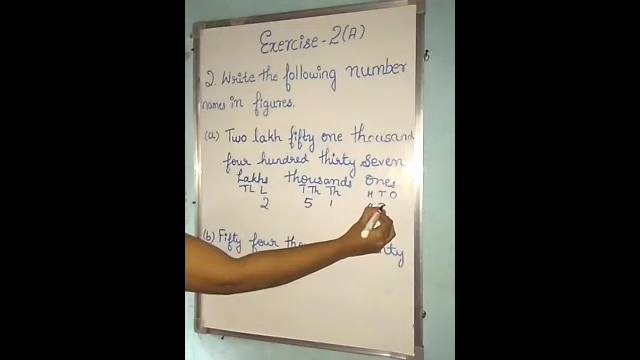 Exercise-2(A)
2. Write the following number
names in figures.
(a) Two lakh fifty one thousand
four hundred thirty seven
Lakhs thousands ones
TL L T Th Th H T O
2 5 1
(b) Fifty four